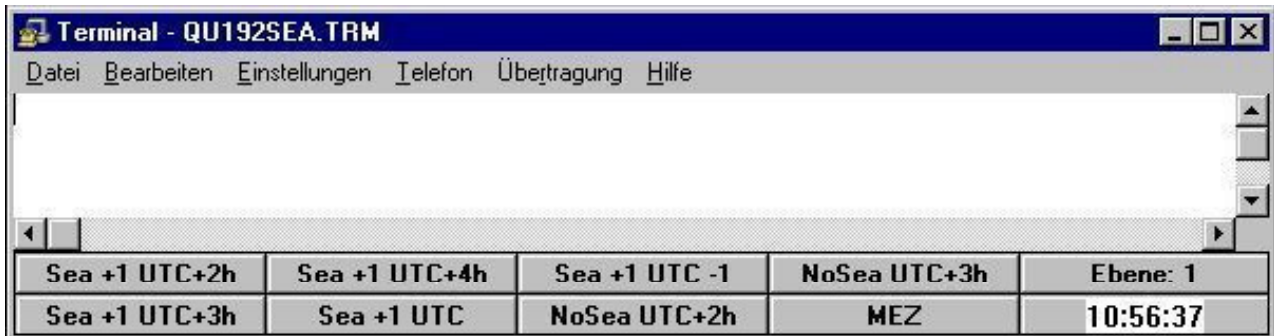 Terminal - QU192SEA.TRM
Datei Bearbeiten Einstellungen Telefon Übertragung Hilfe
Sea +1 UTC+2h Sea +1 UTC+4h Sea +1 UTC -1 NoSea UTC+3h Ebene: 1
Sea +1 UTC+3h Sea +1 UTC NoSea UTC+2h MEZ 10:56:37